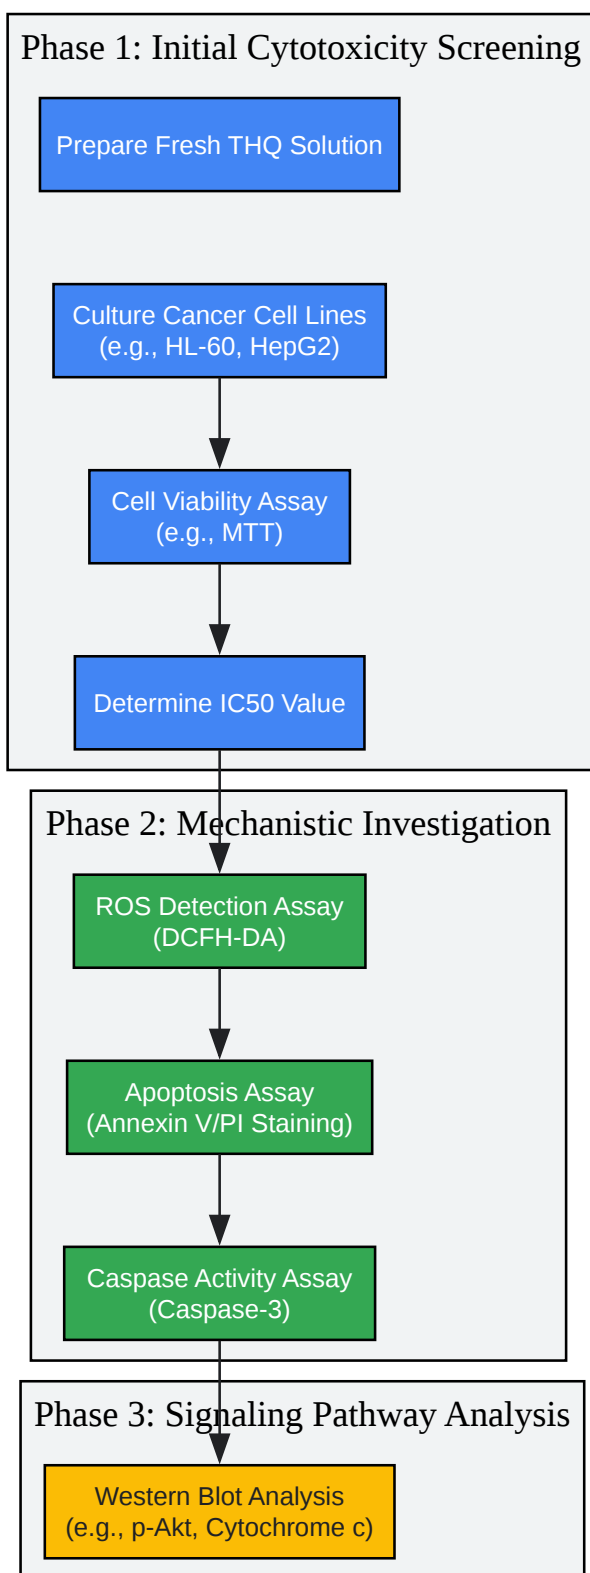 Phase 1: Initial Cytotoxicity Screening
Prepare Fresh THQ Solution
Culture Cancer Cell Lines
(e.g., HL-60, HepG2)
Cell Viability Assay
(e.g., MTT)
Determine IC50 Value
Phase 2: Mechanistic Investigation
ROS Detection Assay
(DCFH-DA)
Apoptosis Assay
(Annexin V/PI Staining)
Caspase Activity Assay
(Caspase-3)
Phase 3: Signaling Pathway Analysis
Western Blot Analysis
(e.g., p-Akt, Cytochrome c)